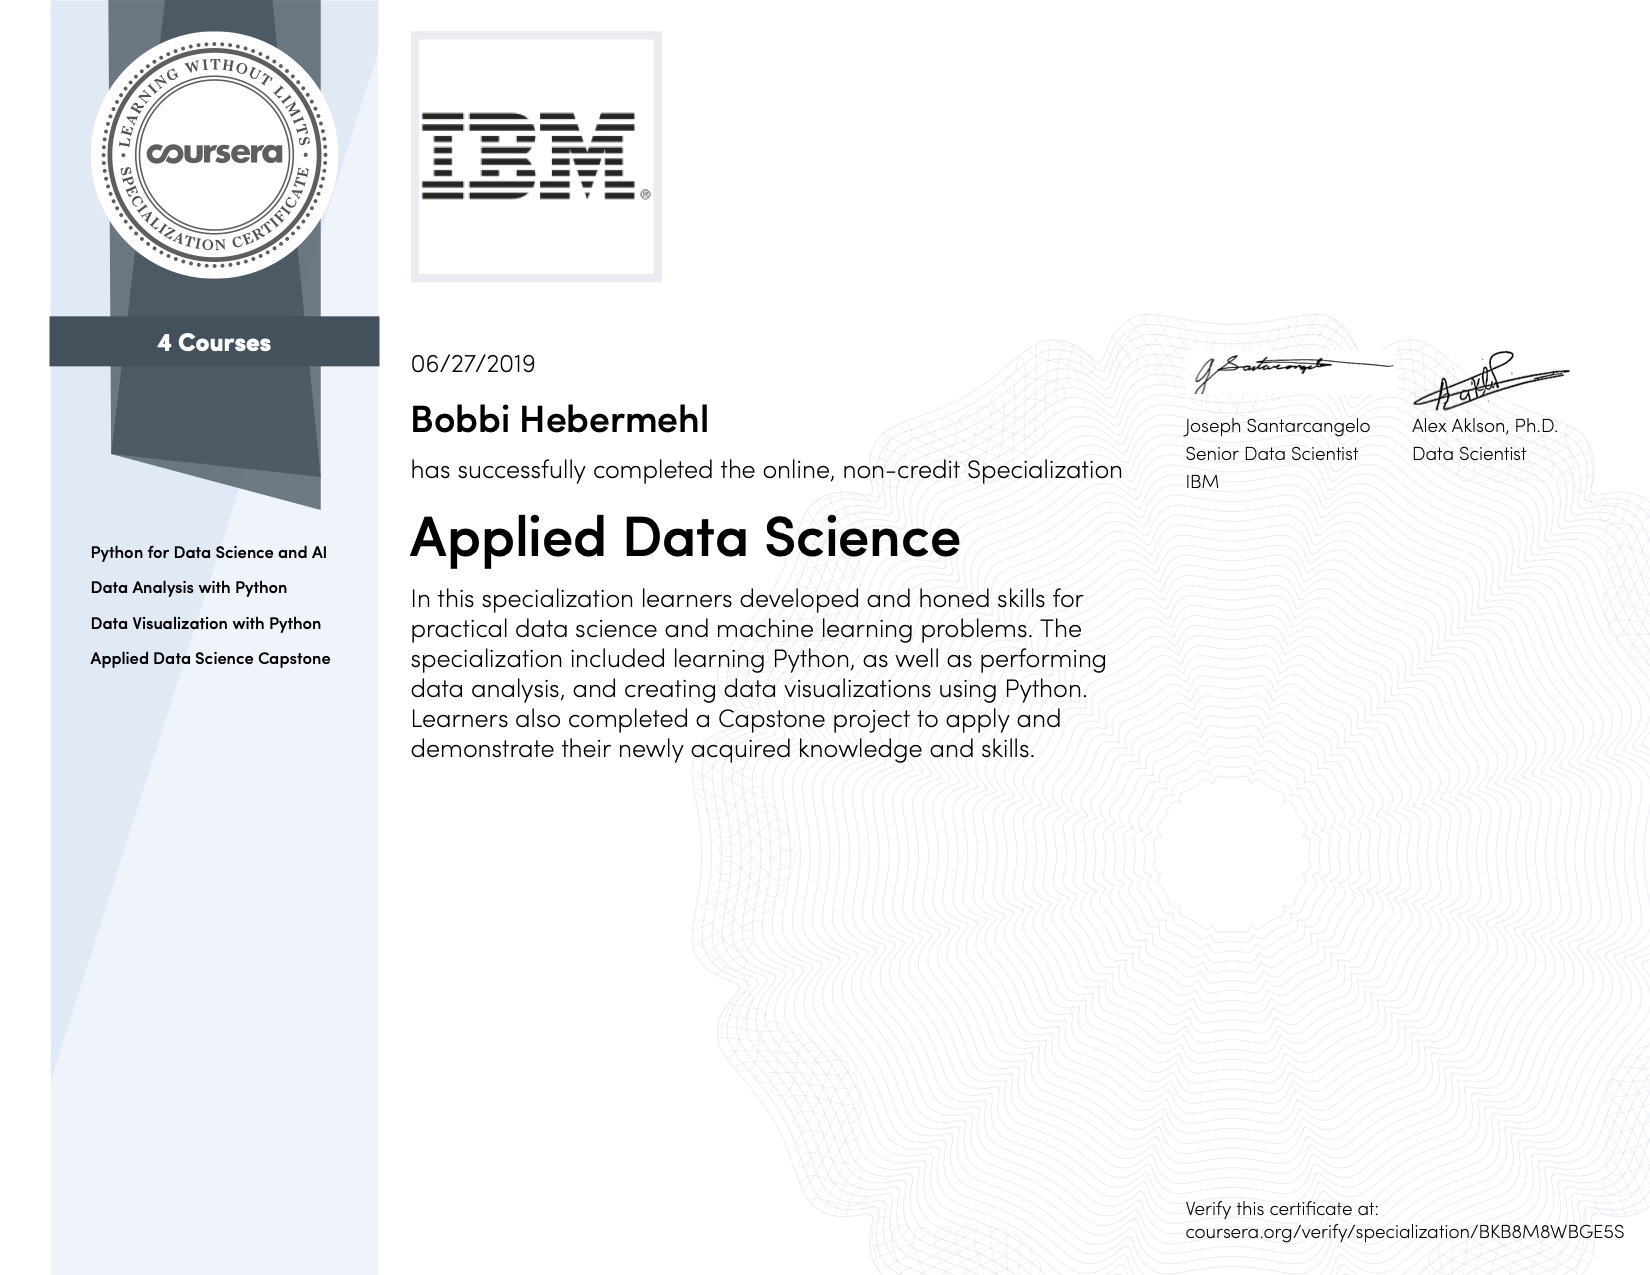 LEARNING WITHOUT LIMITS
coursera
SPECIALIZATION CERTIFICATE
4 Courses
Python for Data Science and AI
Data Analysis with Python
Data Visualization with Python
Applied Data Science Capstone
IBM®
06/27/2019
Bobbi Hebermehl
has successfully completed the online, non-credit Specialization
Applied Data Science
In this specialization learners developed and honed skills for
practical data science and machine learning problems. The
specialization included learning Python, as well as performing
data analysis, and creating data visualizations using Python.
Learners also completed a Capstone project to apply and
demonstrate their newly acquired knowledge and skills.
Joseph Santarcangelo
Senior Data Scientist
IBM
Alex Aklson, Ph.D.
Data Scientist
Verify this certificate at:
coursera.org/verify/specialization/BKB8M8WBGE5S